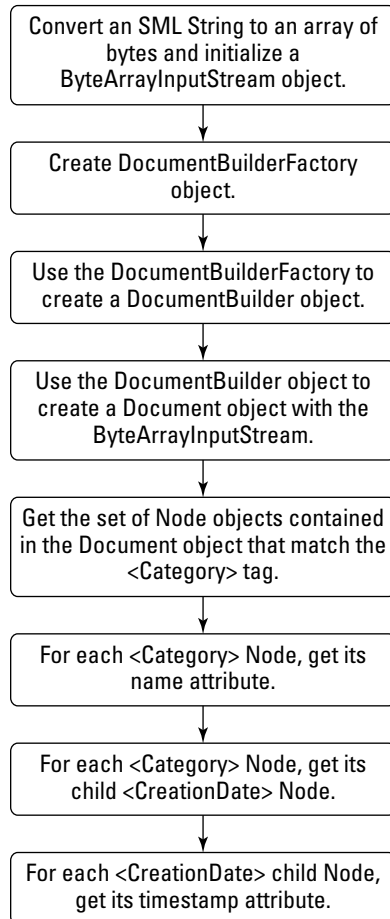 Convert an SML String to an array of
bytes and initialize a
ByteArrayInputStream object.
Create DocumentBuilderFactory
object.
Use the DocumentBuilderFactory to
create a DocumentBuilder object.
Use the DocumentBuilder object to
create a Document object with the
ByteArrayInputStream.
Get the set of Node objects contained
in the Document object that match the
<Category> tag.
For each <Category> Node, get its
name attribute.
For each <Category> Node, get its
child <CreationDate> Node.
For each <CreationDate> child Node,
get its timestamp attribute.